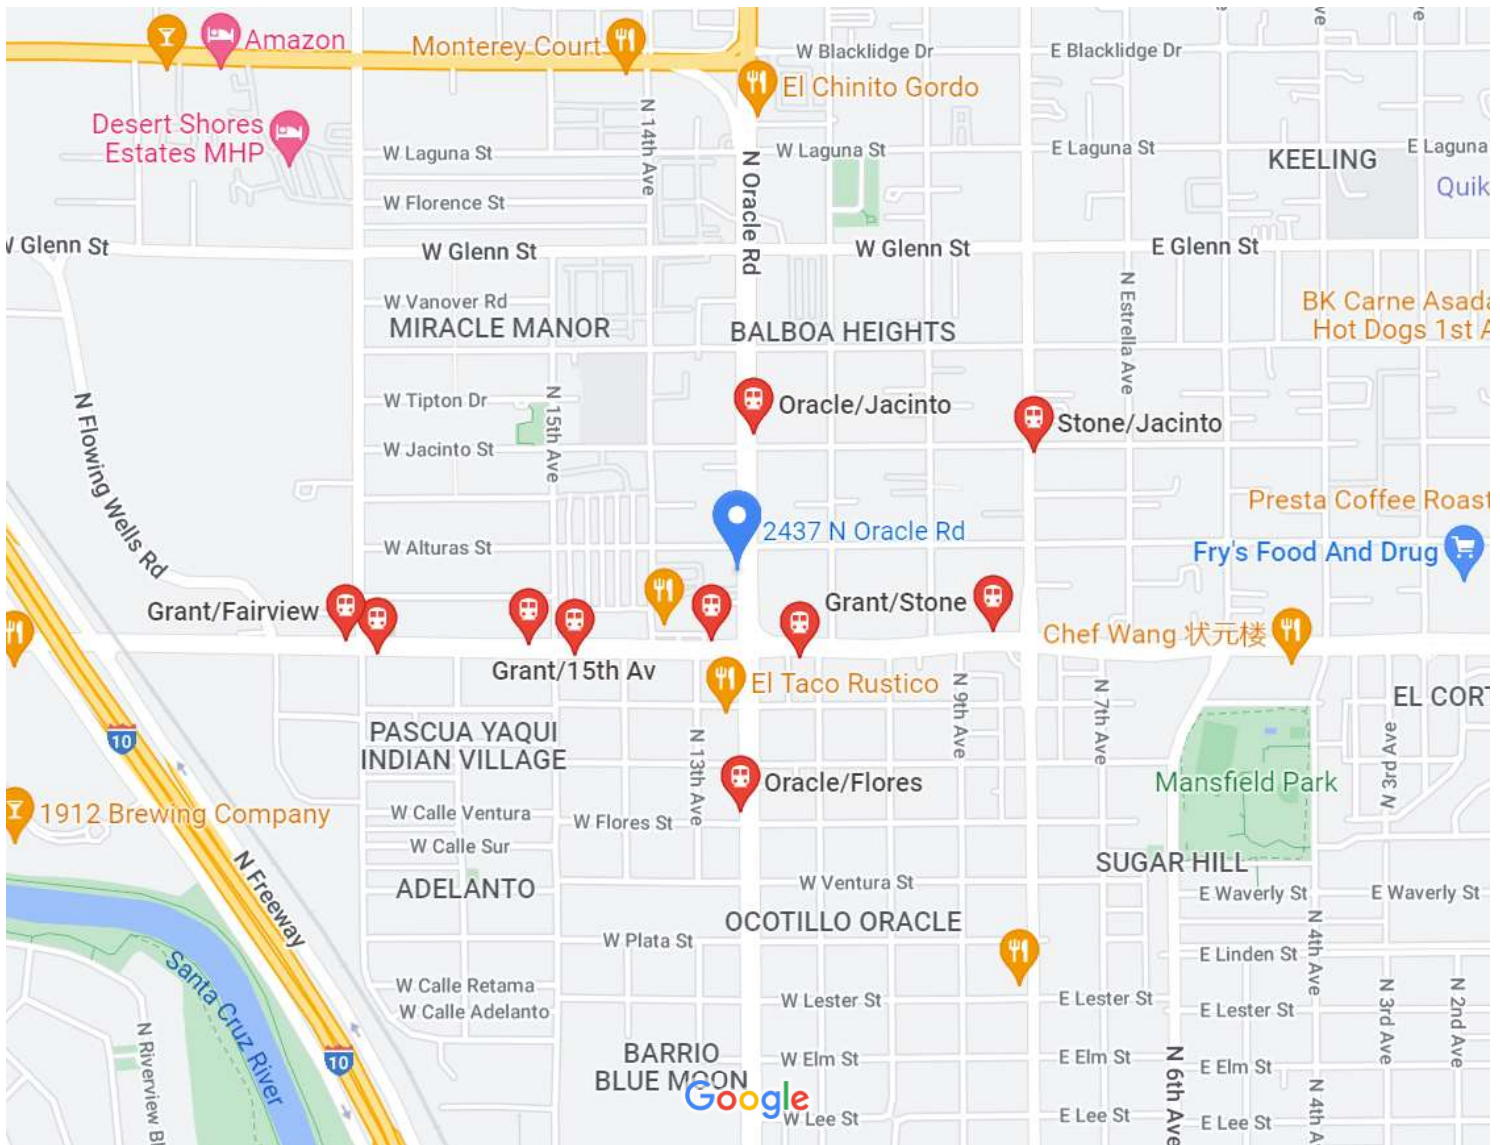 Amazon
Monterey Court
W Blacklidge Dr
E Blacklidge Dr
El Chinito Gordo
Desert Shores
Estates MHP
N 14th Ave
W Laguna St
N Oracle Rd
W Laguna St
E Laguna St
KEELING
E Laguna
Quik
W Florence St
W Glenn St
W Glenn St
W Glenn St
E Glenn St
W Vanover Rd
MIRACLE MANOR
BALBOA HEIGHTS
N Estrella Ave
BK Carne Asada
Hot Dogs 1st A
N Flowing Wells Rd
W Tipton Dr
N 15th Ave
Oracle/Jacinto
Stone/Jacinto
W Jacinto St
2437 N Oracle Rd
Presta Coffee Roast
Fry's Food And Drug
W Alturas St
Grant/Fairview
Grant/Stone
Chef Wang 状元楼
Grant/15th Av
El Taco Rustico
N 9th Ave
N 7th Ave
EL CORT
10
PASCUA YAQUI
INDIAN VILLAGE
N 13th Ave
Oracle/Flores
Mansfield Park
N 3rd Ave
1912 Brewing Company
W Calle Ventura
W Flores St
W Calle Sur
N Freeway
ADELANTO
W Ventura St
SUGAR HILL
E Waverly St
E Waverly St
OCOTILLO ORACLE
W Plata St
N 4th Ave
E Linden St
Santa Cruz River
W Calle Retama
W Calle Adelanto
W Lester St
E Lester St
E Lester St
N 3rd Ave
N 2nd Ave
N Riverview Bl
10
BARRIO
BLUE MOON
W Elm St
E Elm St
N 6th Ave
E Elm St
N 4th A
Google
W Lee St
E Lee St
E Lee St